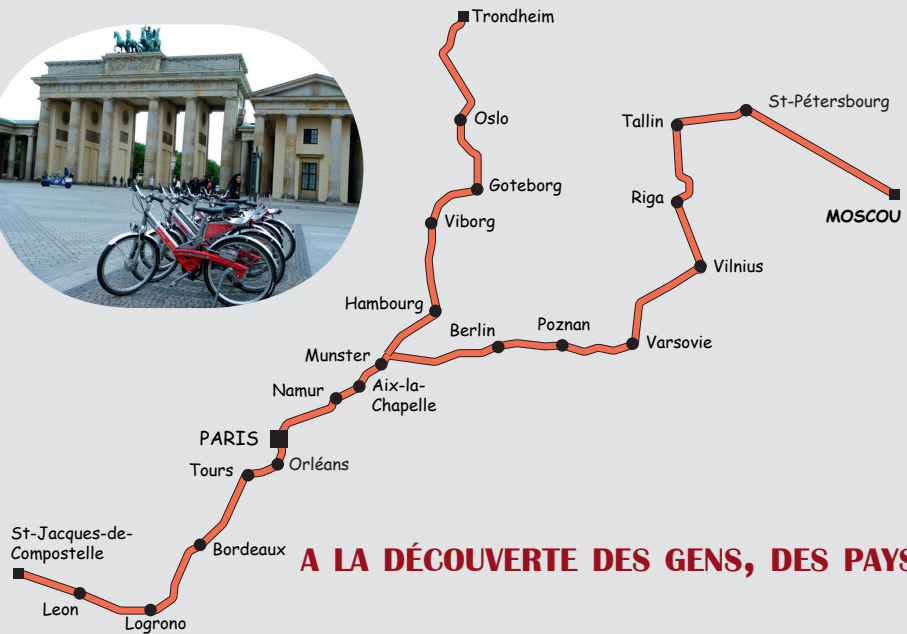 Trondheim
Oslo
St-Pétersbourg
Tallin
Goteborg
Riga
MOSCOU
Viborg
Vilnius
Hambourg
Berlin
Poznan
Varsovie
Munster
Namur
Aix-la-
Chapelle
PARIS
Tours
Orléans
St-Jacques-de-
Compostelle
Bordeaux
A LA DÉCOUVERTE DES GENS, DES PAYS
Leon
Logrono